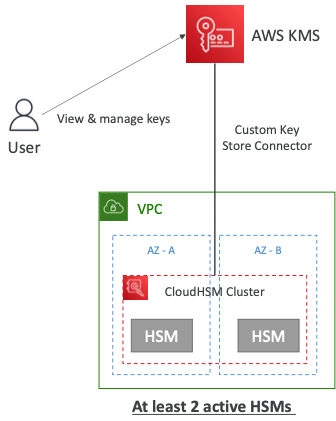 AWS KMS
View & manage keys
User
Custom Key
Store Connector
VPC
AZ - A
AZ - B
CloudHSM Cluster
HSM
HSM
At least 2 active HSMs